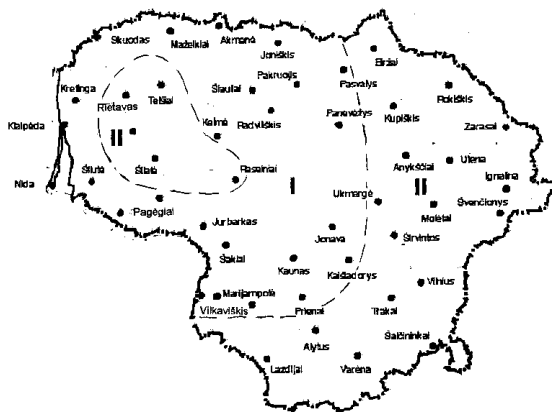 Akmenė
Skuodas
Mažeikiai
Joniškis
Biržai
Pakruojis
Pasvalys
Kretinga
Rietavas
Telšiai
Šiauliai
Rokiškis
Radviliškis
Panevėžys
Kupiškis
Klaipėda
II
Kelmė
Zarasai
Anykščiai
Utena
Šilutė
Šilalė
Raseiniai
I
II
Ignalina
Nida
Pagėgiai
Ukmergė
Molėtai
Švenčionys
Jurbarkas
Jonava
Širvintos
Šakiai
Kaunas
Kaišiadorys
Vilnius
Marijampolė
Vilkaviškis
Prienai
Trakai
Alytus
Šalčininkai
Lazdijai
Varėna